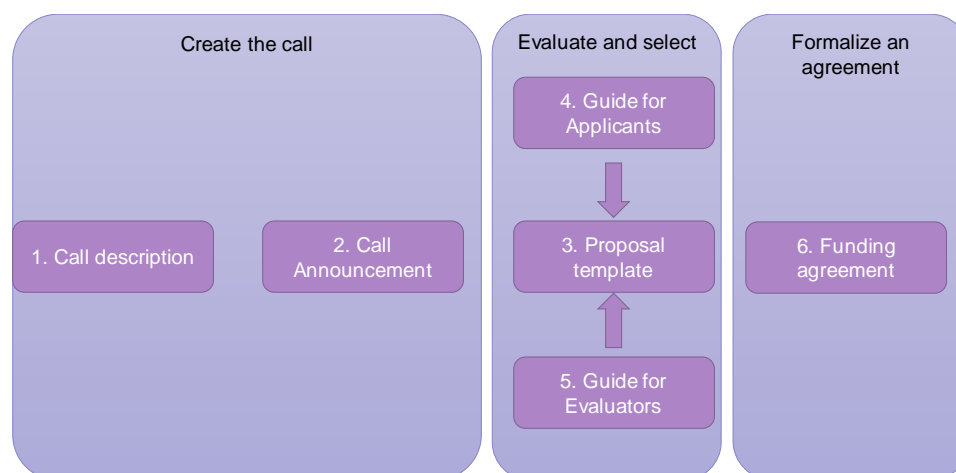 Create the call
1. Call description
2. Call
Announcement
Evaluate and select
4. Guide for
Applicants
3. Proposal
template
5. Guide for
Evaluators
Formalize an
agreement
6. Funding
agreement